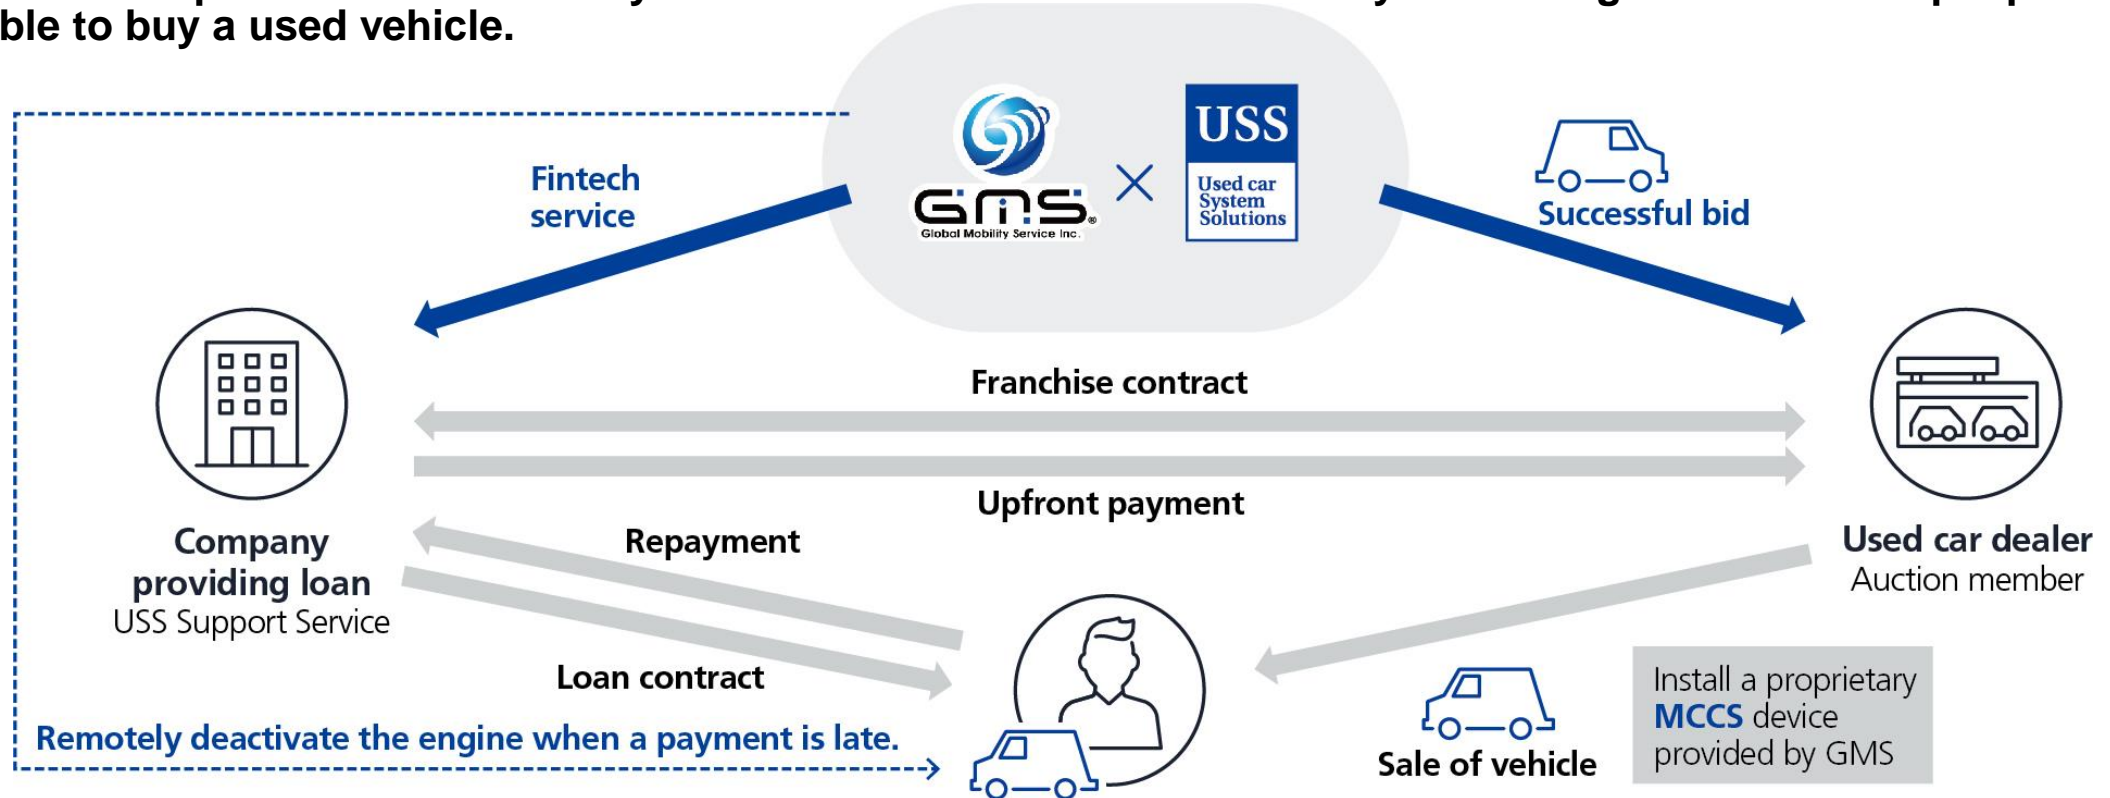 ble to buy a used vehicle.
GMS®
Global Mobility Service Inc.
USS
Used car
System
Solutions
Fintech
service
Successful bid
Franchise contract
Upfront payment
Company
providing loan
USS Support Service
Repayment
Loan contract
Used car dealer
Auction member
Remotely deactivate the engine when a payment is late.
Sale of vehicle
Install a proprietary
MCCS device
provided by GMS